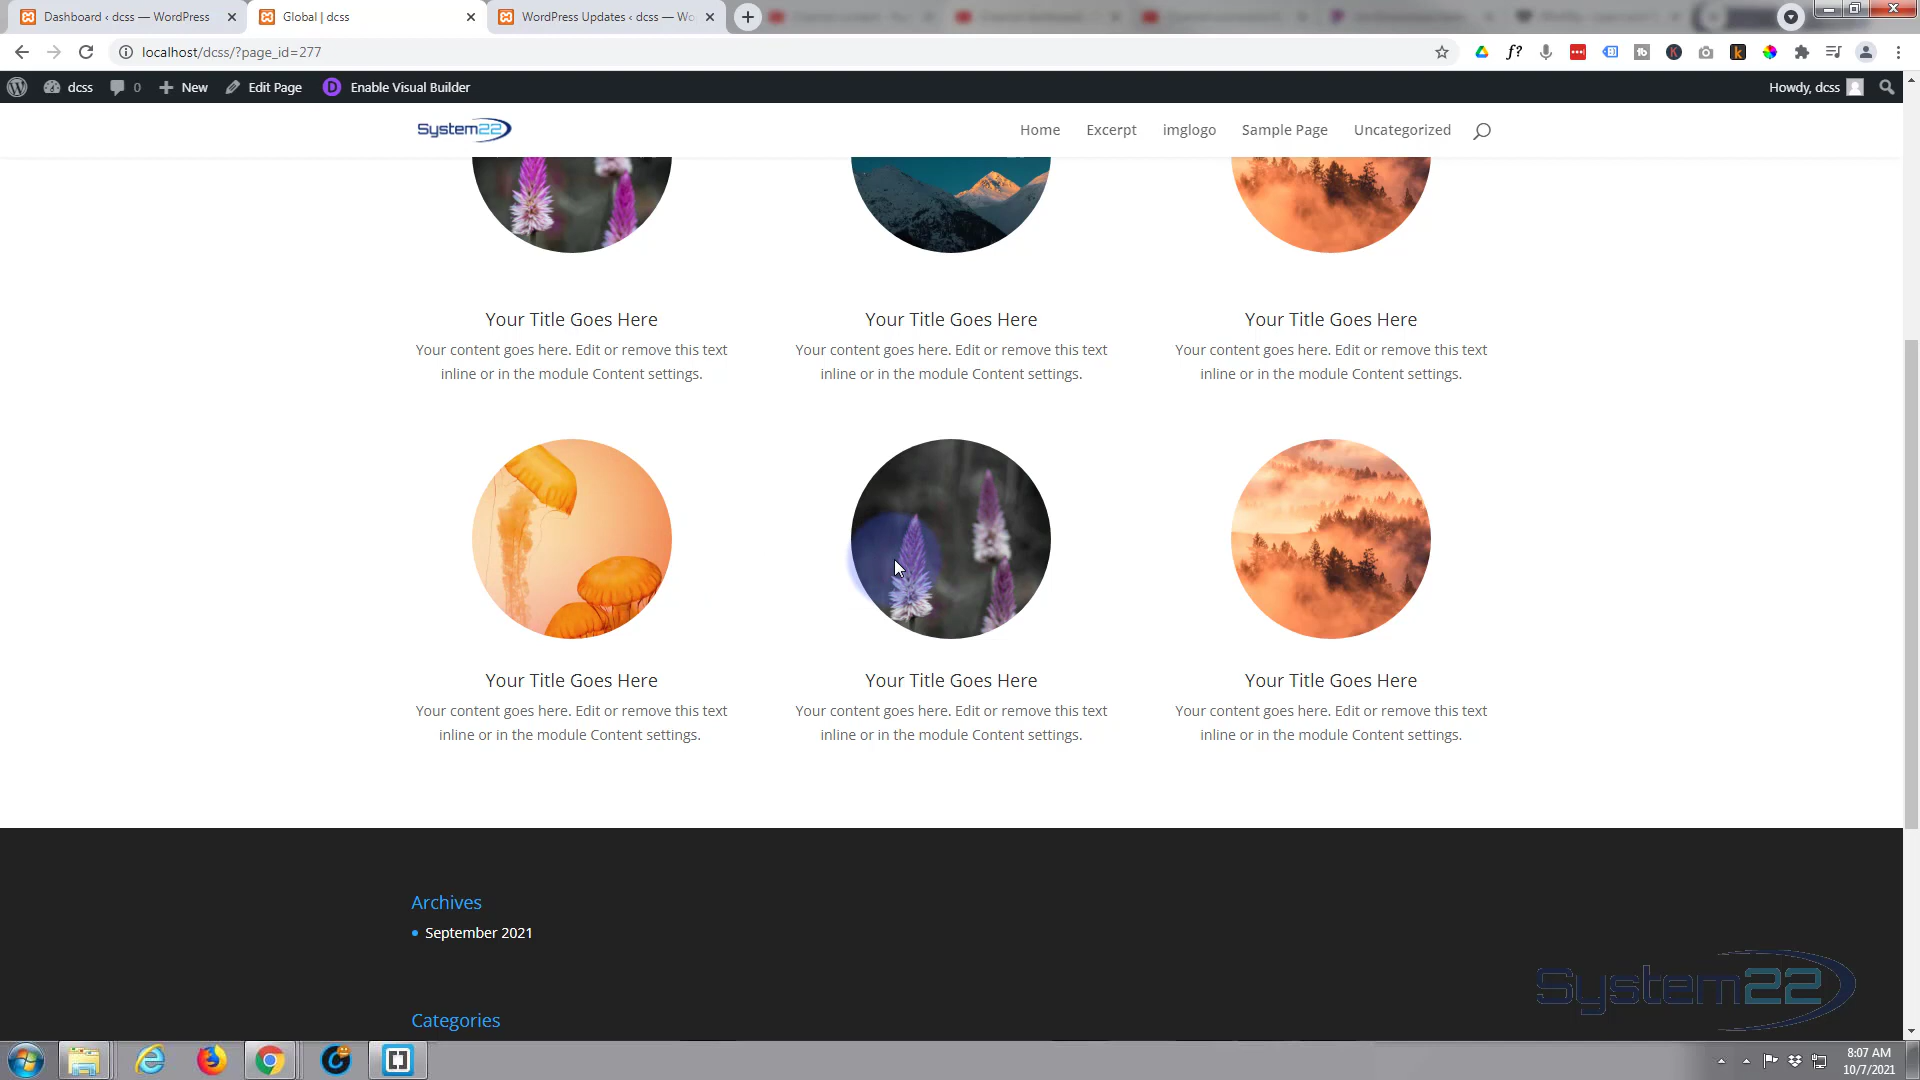 Dashboard ‹ dcss — WordPress
Global | dcss
WordPress Updates ‹ dcss — Wo
localhost/dcss/?page_id=277
dcss
0
New
Edit Page
Enable Visual Builder
Howdy, dcss
System22
Home
Excerpt
imglogo
Sample Page
Uncategorized
Your Title Goes Here
Your content goes here. Edit or remove this text
inline or in the module Content settings.
Your Title Goes Here
Your content goes here. Edit or remove this text
inline or in the module Content settings.
Your Title Goes Here
Your content goes here. Edit or remove this text
inline or in the module Content settings.
Your Title Goes Here
Your content goes here. Edit or remove this text
inline or in the module Content settings.
Your Title Goes Here
Your content goes here. Edit or remove this text
inline or in the module Content settings.
Your Title Goes Here
Your content goes here. Edit or remove this text
inline or in the module Content settings.
Archives
September 2021
System22
Categories
8:07 AM
10/7/2021